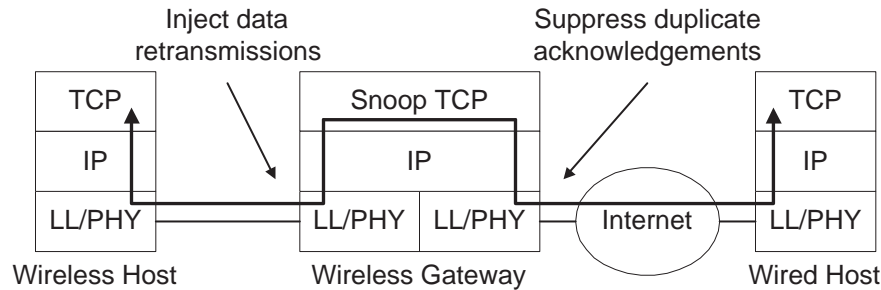 Inject data
retransmissions
Suppress duplicate
acknowledgements
TCP
Snoop TCP
TCP
IP
IP
IP
LL/PHY
LL/PHY
LL/PHY
Internet
LL/PHY
Wireless Host
Wireless Gateway
Wired Host